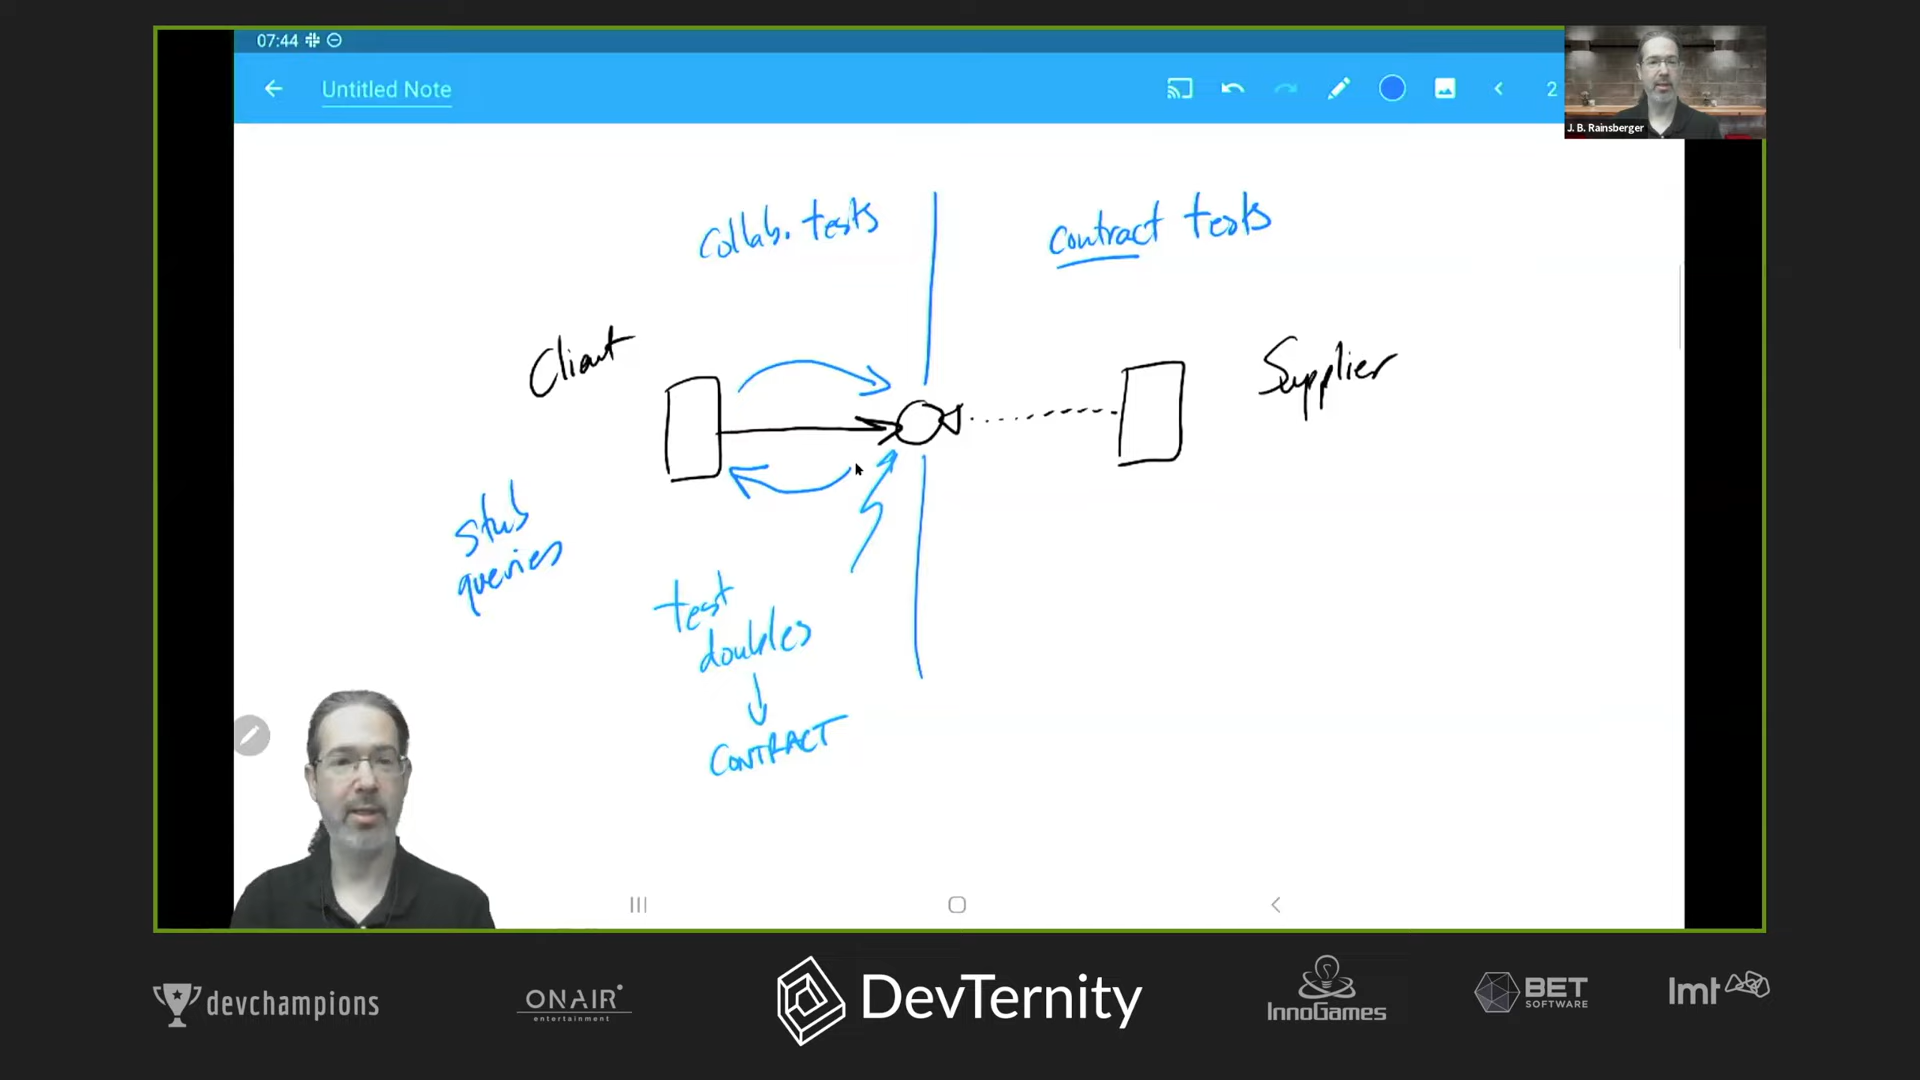 07:44
Untitled Note
2
J. B. Rainsberger
collab. tests
contract tests
Client
Supplier
stub
queries
test
doubles
CONTRACT
devchampions
ONAIR
entertainment
DevTernity
InnoGames
BET
SOFTWARE
lmt